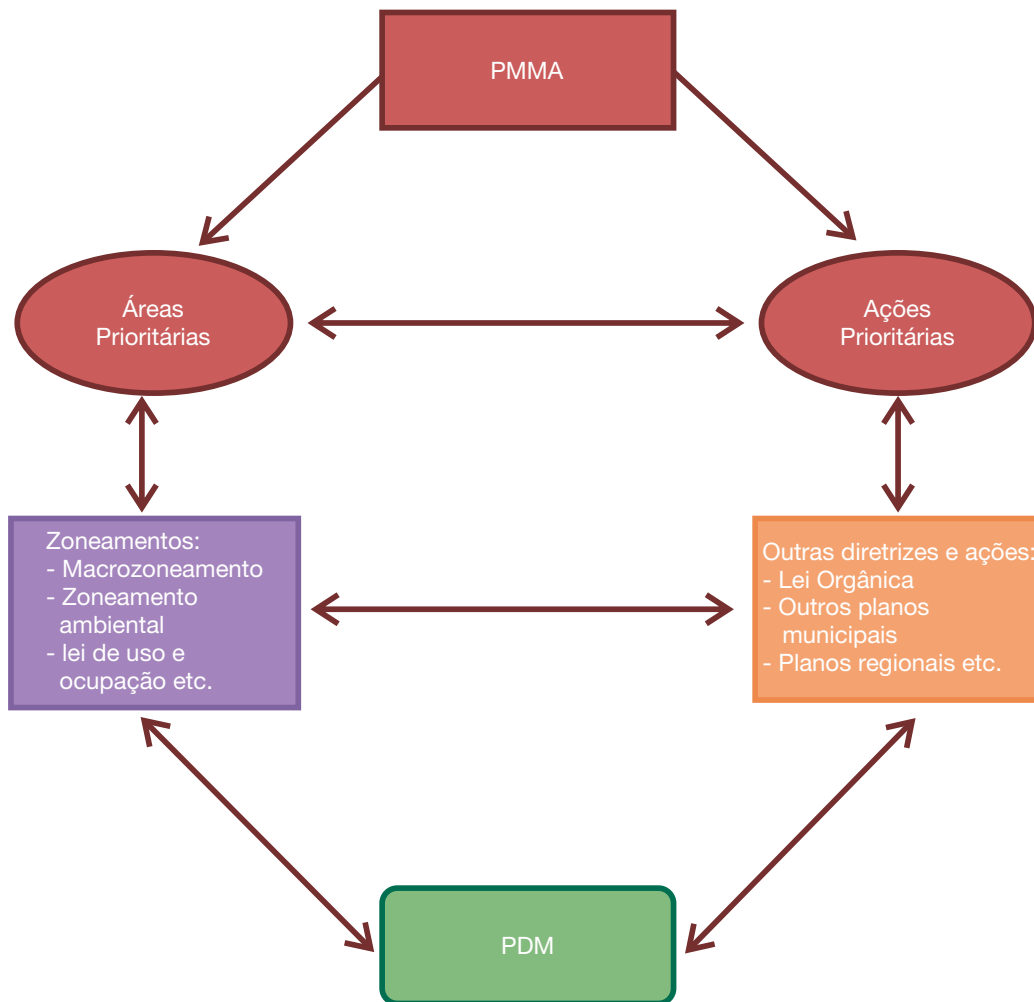 PMMA
Áreas
Prioritárias
Ações
Prioritárias
Zoneamentos:
- Macrozoneamento
- Zoneamento
ambiental
- lei de uso e
ocupação etc.
Outras diretrizes e ações:
- Lei Orgânica
- Outros planos
municipais
- Planos regionais etc.
PDM